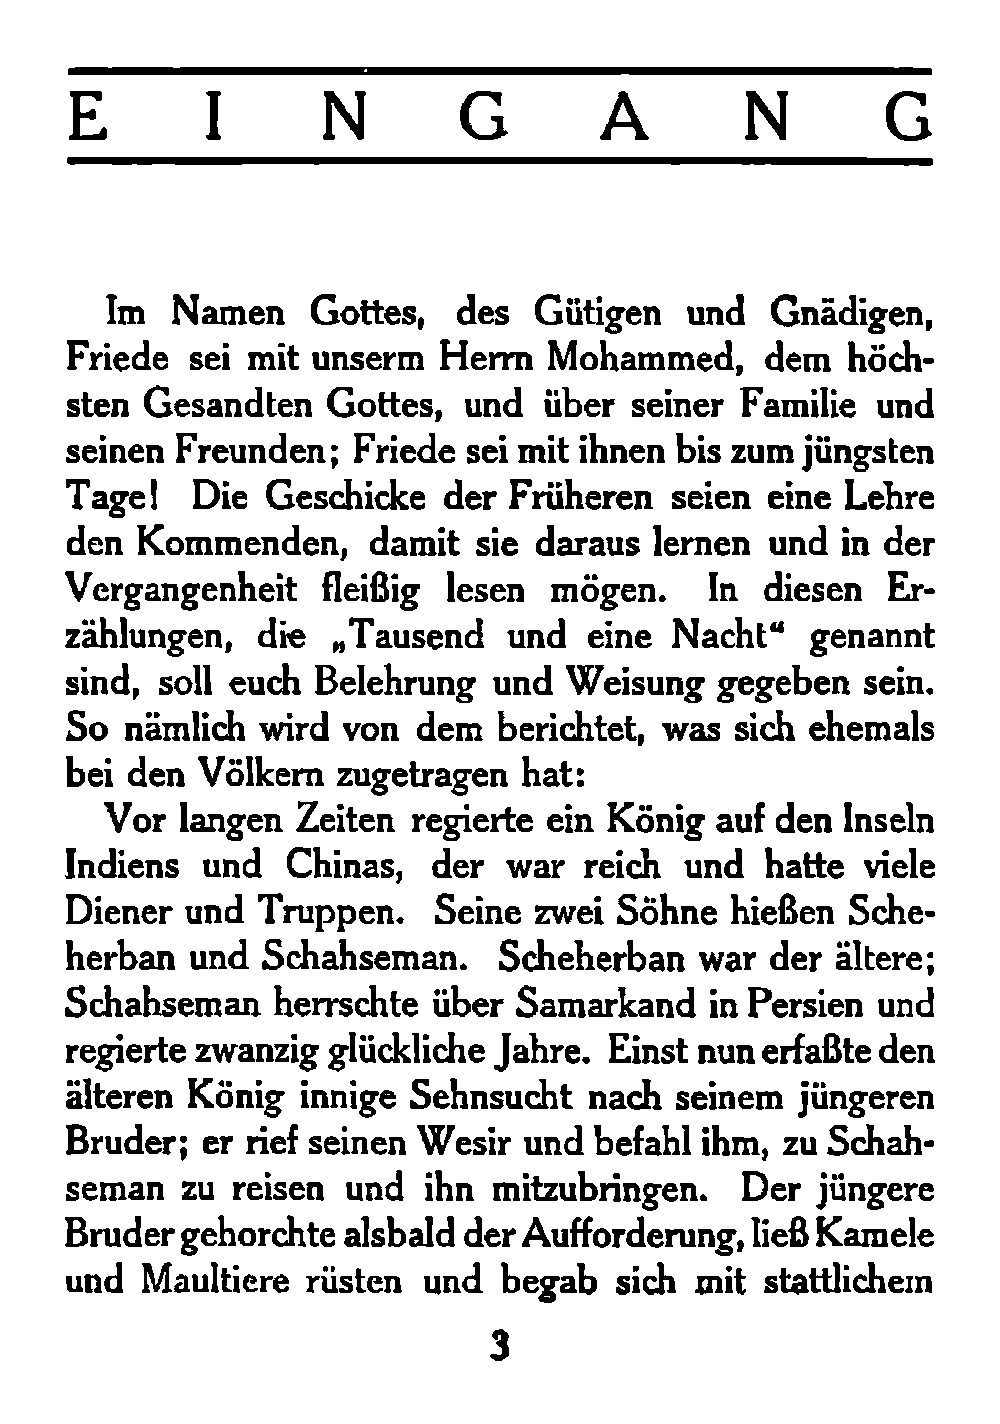 EINGANG
Im Namen Gottes, des Gütigen und Gnädigen,
Friede sei mit unserm Herrn Mohammed, dem höch-
sten Gesandten Gottes, und über seiner Familie und
seinen Freunden; Friede sei mit ihnen bis zum jüngsten
Tage! Die Geschicke der Früheren seien eine Lehre
den Kommenden, damit sie daraus lernen und in der
Vergangenheit fleißig lesen mögen. In diesen Er-
zählungen, die „Tausend und eine Nacht“ genannt
sind, soll euch Belehrung und Weisung gegeben sein.
So nämlich wird von dem berichtet, was sich ehemals
bei den Völkern zugetragen hat:
Vor langen Zeiten regierte ein König auf den Inseln
Indiens und Chinas, der war reich und hatte viele
Diener und Truppen. Seine zwei Söhne hießen Sche-
herban und Schahseman. Scheherban war der ältere;
Schahseman herrschte über Samarkand in Persien und
regierte zwanzig glückliche Jahre. Einst nun erfaßte den
älteren König innige Sehnsucht nach seinem jüngeren
Bruder; er rief seinen Wesir und befahl ihm, zu Schah-
seman zu reisen und ihn mitzubringen. Der jüngere
Bruder gehorchte alsbald der Aufforderung, ließ Kamele
und Maultiere rüsten und begab sich mit stattlichem
3